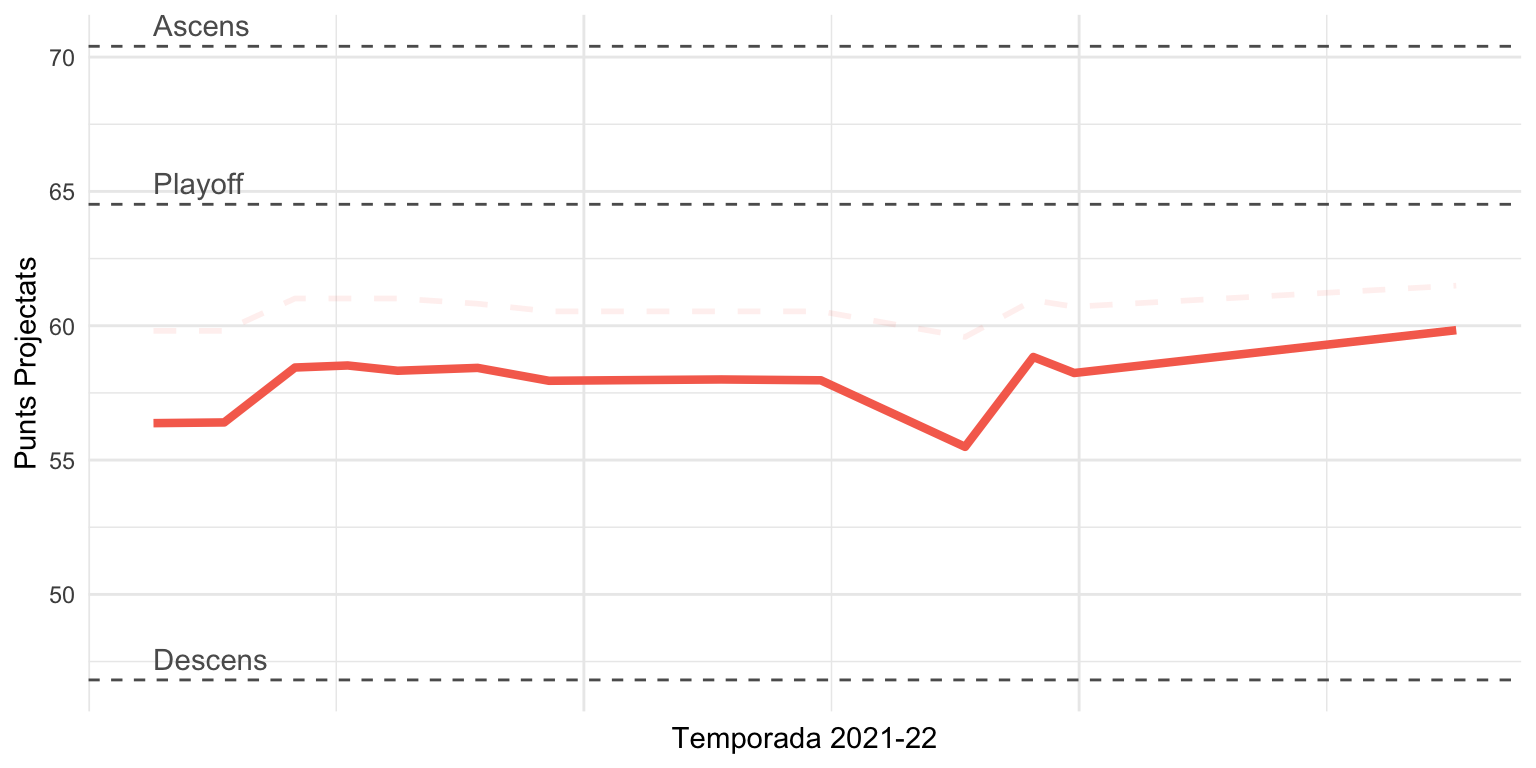 Ascens
70
Playoff
65
Punts Projectats
60
55
50
Descens
Temporada 2021-22